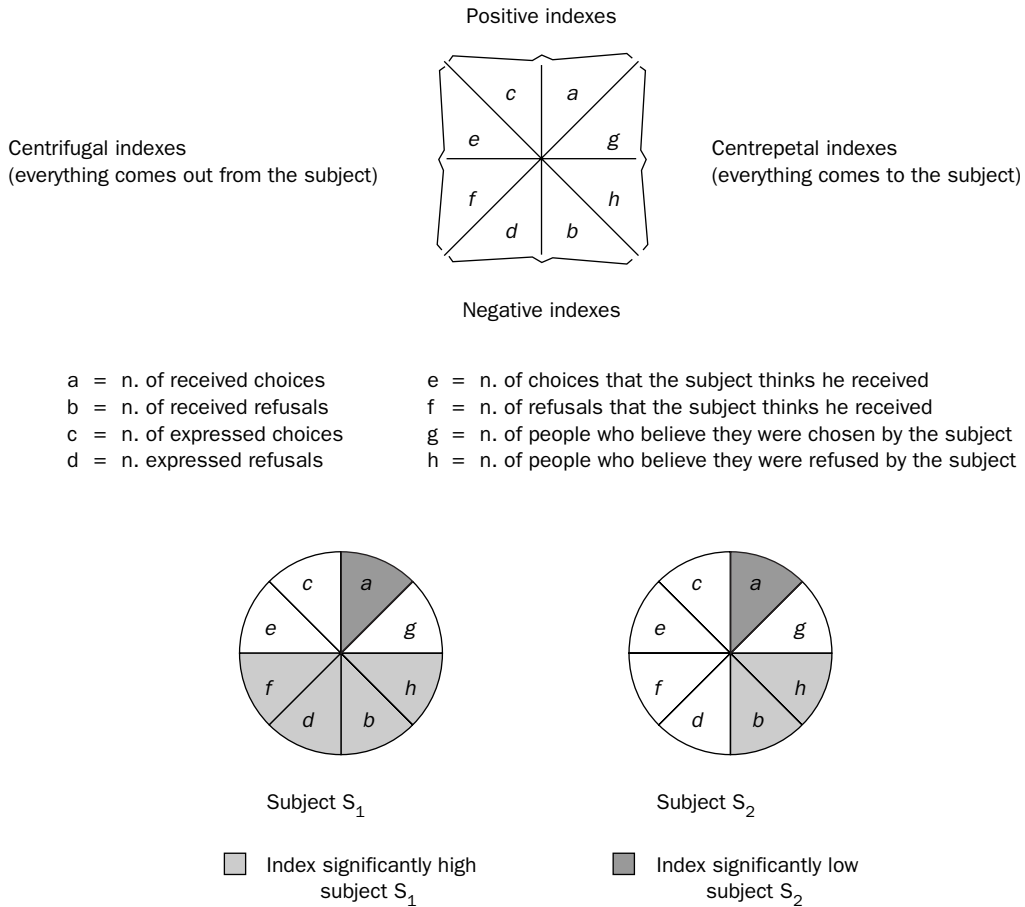 Positive indexes
c a
Centrifugal indexes
(everything comes out from the subject)
e g
Centrepetal indexes
(everything comes to the subject)
f h
d b
Negative indexes
a = n. of received choices
b = n. of received refusals
c = n. of expressed choices
d = n. expressed refusals
e = n. of choices that the subject thinks he received
f = n. of refusals that the subject thinks he received
g = n. of people who believe they were chosen by the subject
h = n. of people who believe they were refused by the subject
c a
e g
f h
d b
Subject S1
c a
e g
f h
d b
Subject S2
Index significantly high
subject S1
Index significantly low
subject S2